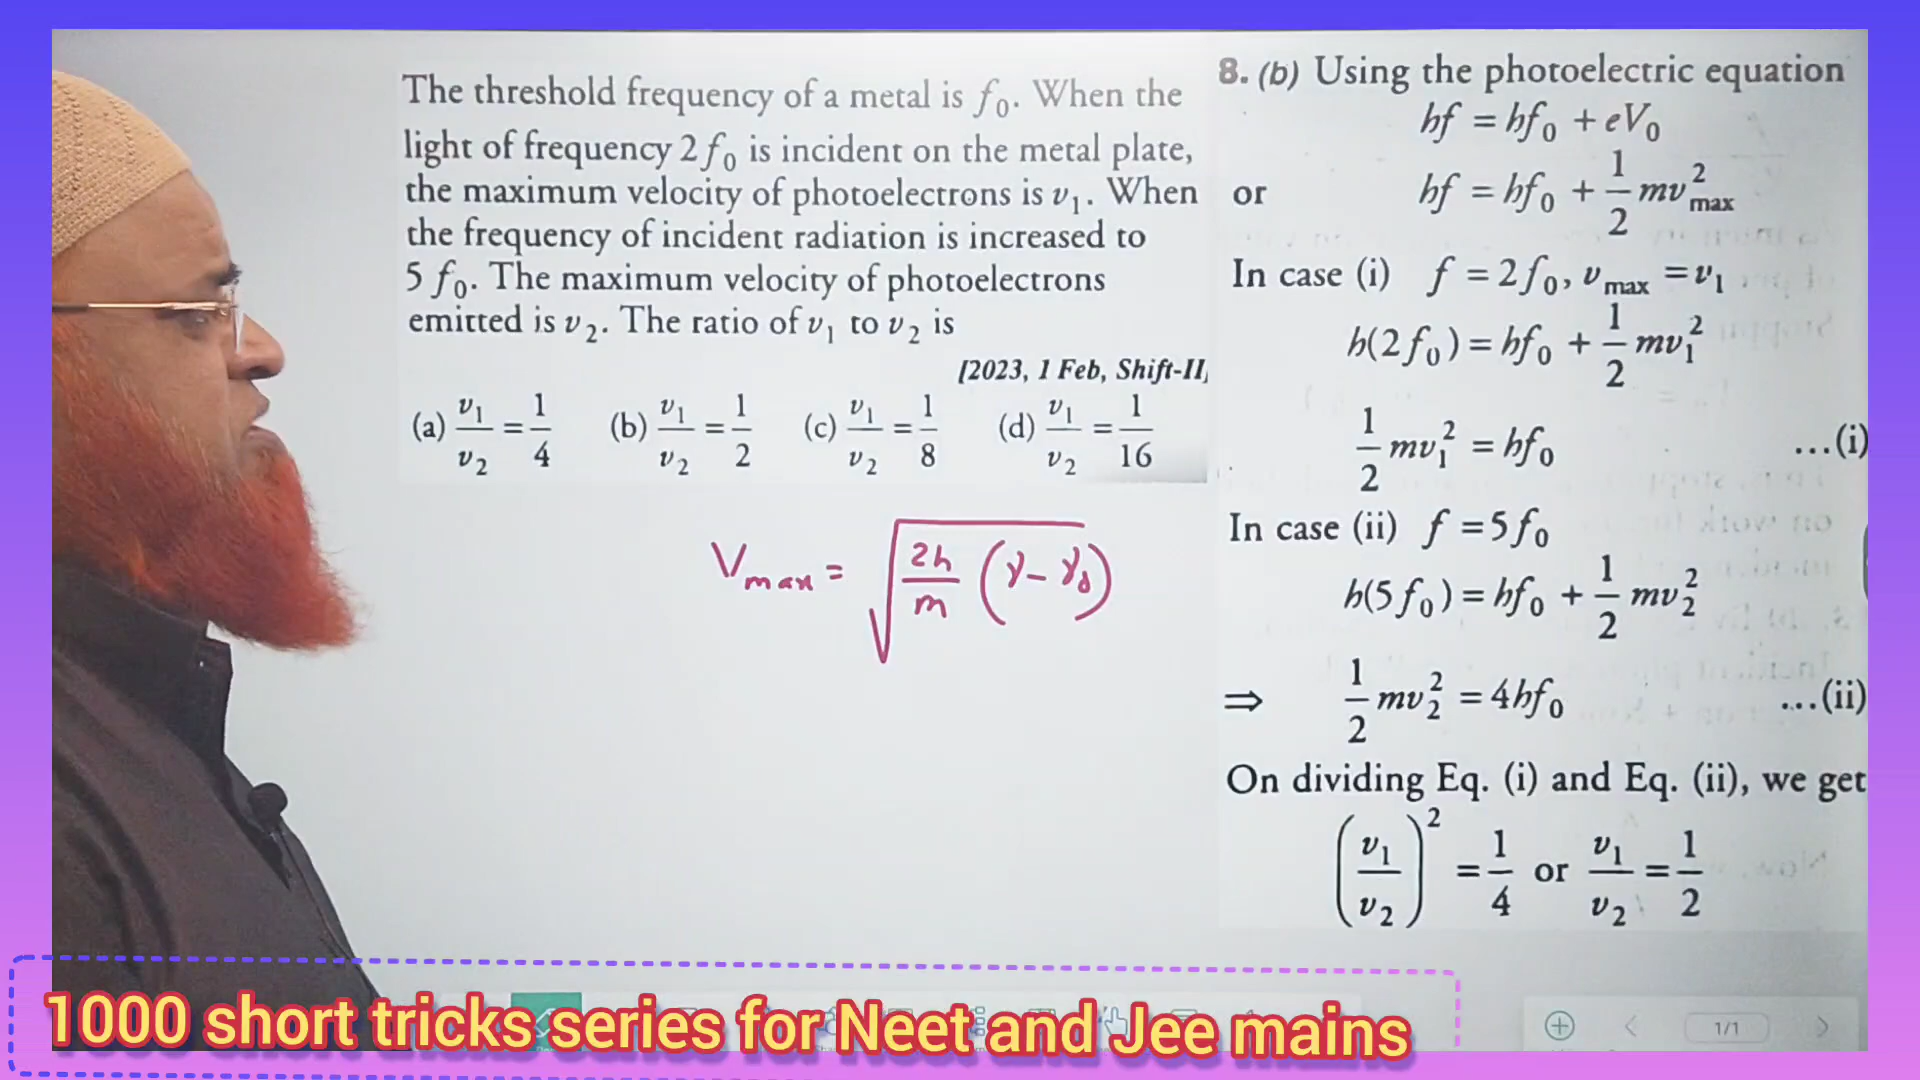 The threshold frequency of a metal is f₀. When the
light of frequency 2f₀ is incident on the metal plate,
the maximum velocity of photoelectrons is v₁. When
the frequency of incident radiation is increased to
5 f₀. The maximum velocity of photoelectrons
emitted is v₂. The ratio of v₁ to v₂ is
[2023, 1 Feb, Shift-II]
(a) v₁/v₂ = 1/4 (b) v₁/v₂ = 1/2 (c) v₁/v₂ = 1/8 (d) v₁/v₂ = 1/16
Vmax = √(2h/m (γ – γ₀))
8. (b) Using the photoelectric equation
hf = hf₀ + eV₀
or hf = hf₀ + 1/2 mv²max
In case (i) f = 2f₀, vmax = v₁
h(2f₀) = hf₀ + 1/2 mv₁²
1/2 mv₁² = hf₀ ...(i)
In case (ii) f = 5f₀
h(5f₀) = hf₀ + 1/2 mv₂²
⇒ 1/2 mv₂² = 4hf₀ ...(ii)
On dividing Eq. (i) and Eq. (ii), we get
(v₁/v₂)² = 1/4 or v₁/v₂ = 1/2
1000 short tricks series for Neet and Jee mains
1/1